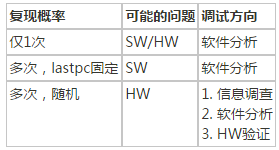 复现概率 可能的问题 调试方向
仅1次 SW/HW 软件分析
多次，lastpc固定 SW 软件分析
多次，随机 HW 1. 信息调查
2. 软件分析
3. HW验证